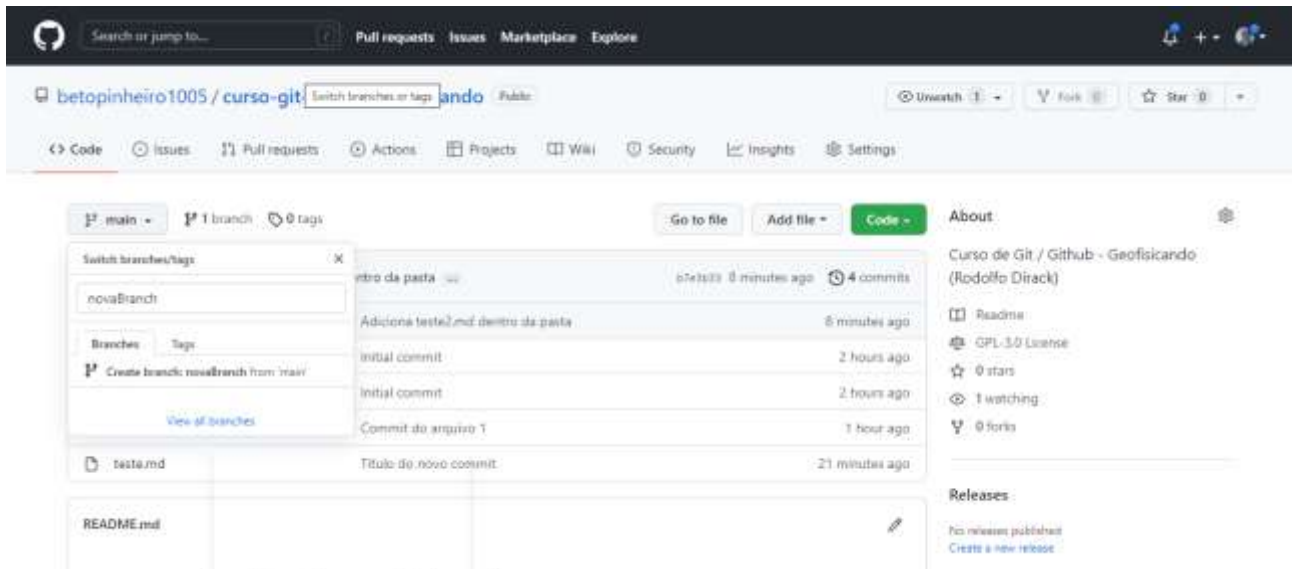 Search or jump to... /
Pull requests Issues Marketplace Explore
betopinheiro1005 / curso-git- ando Public
Switch branches or tags
Unwatch 1 Fork 0 Star 0
Code Issues Pull requests Actions Projects Wiki Security Insights Settings
main 1 branch 0 tags
Go to file Add file Code
Switch branches/tags
novaBranch
Branches Tags
Create branch: novaBranch from 'main'
View all branches
ntro da pasta ... 8 minutes ago 4 commits
Adiciona teste2.md dentro da pasta 8 minutes ago
Initial commit 2 hours ago
Initial commit 2 hours ago
Commit do arquivo 1 1 hour ago
teste.md Titulo do novo commit 21 minutes ago
README.md
About
Curso de Git / Github - Geofisicando
(Rodolfo Dirack)
Readme
GPL-3.0 License
0 stars
1 watching
0 forks
Releases
No releases published
Create a new release